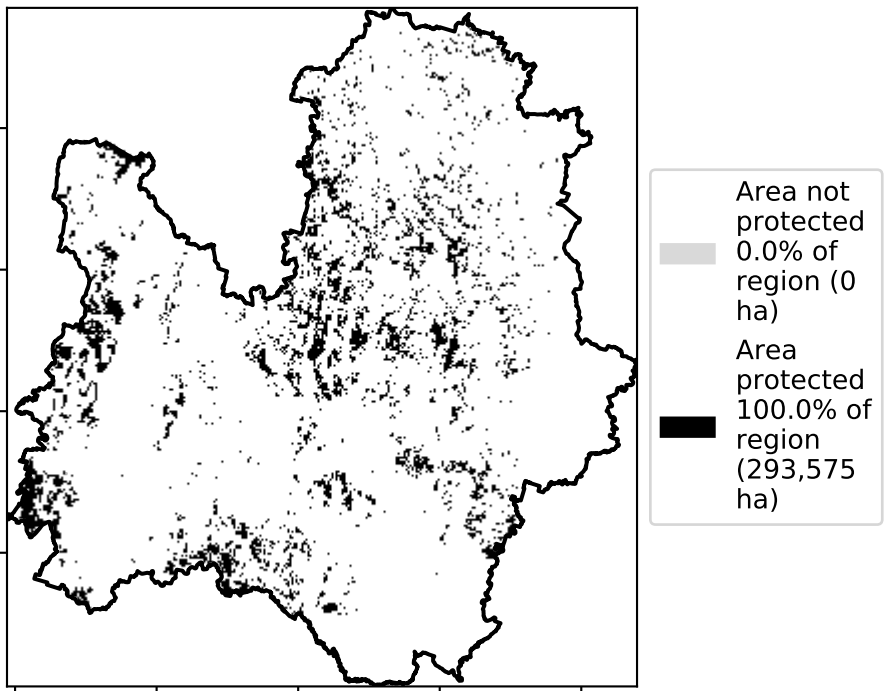 Area not
protected
0.0% of
region (0
ha)
Area
protected
100.0% of
region
(293,575
ha)